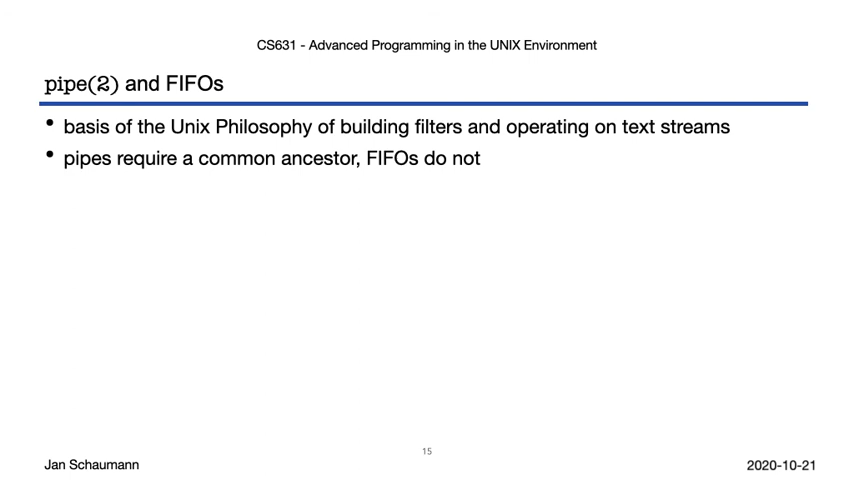 CS631 - Advanced Programming in the UNIX Environment
pipe(2) and FIFOs
• basis of the Unix Philosophy of building filters and operating on text streams
• pipes require a common ancestor, FIFOs do not
15
Jan Schaumann
2020-10-21